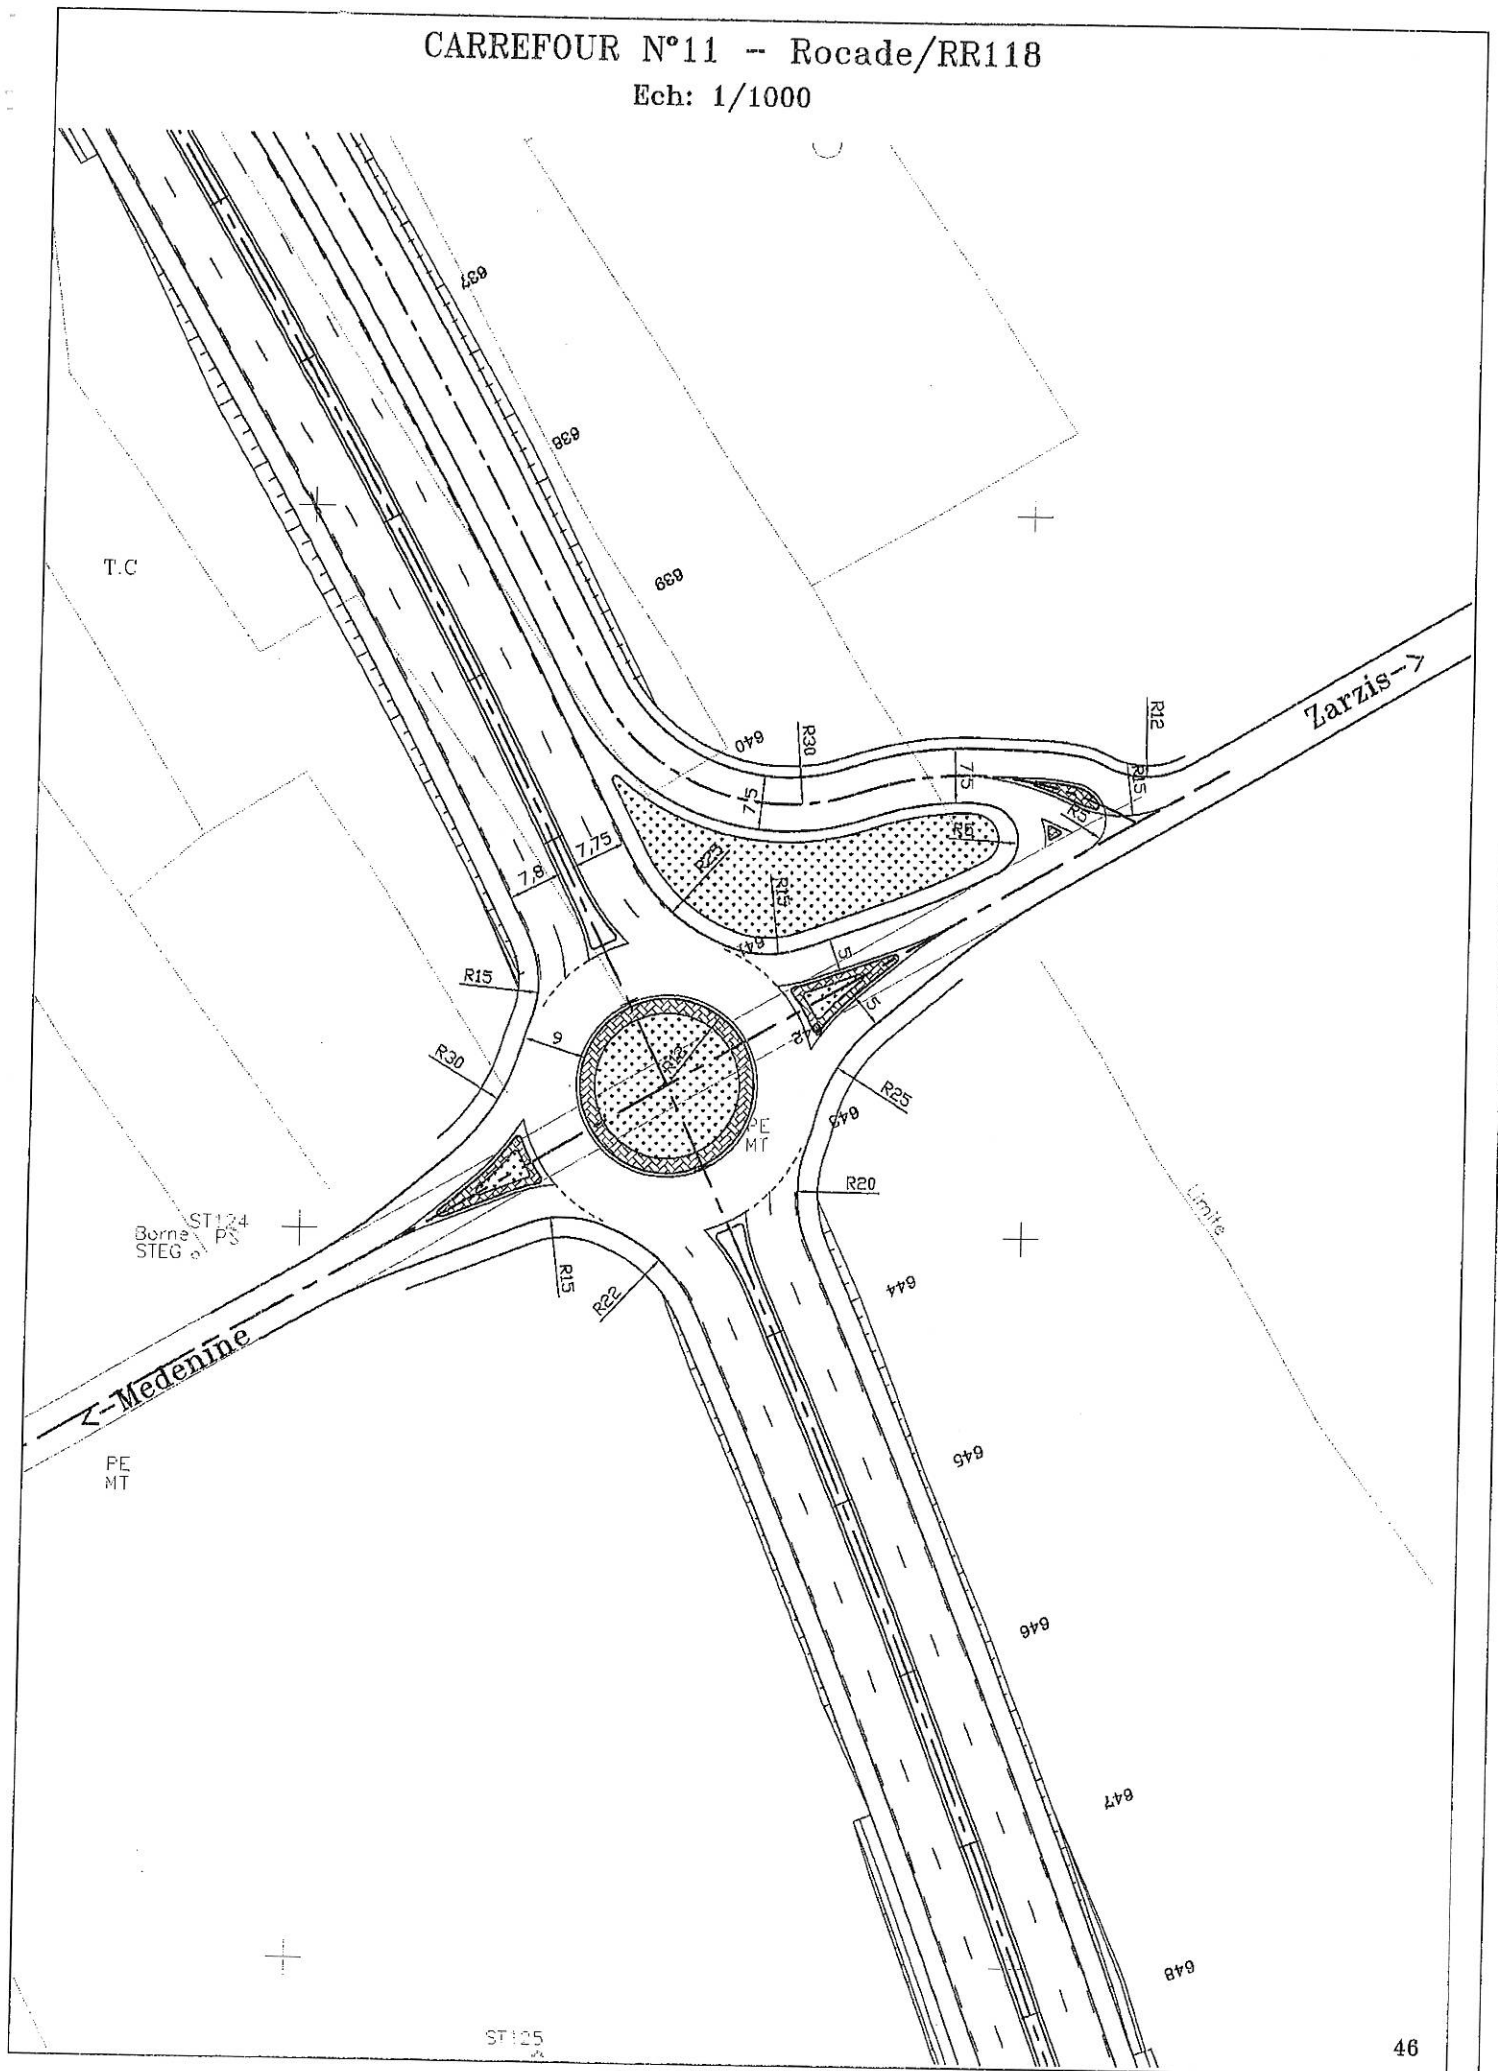 CARREFOUR N°11 - Rocade/RR118
Ech: 1/1000
637
638
T.C
639
Zarzis->
R12
640
R30
7,5
7,5
R15
R5
R5
7,75
7,8
R25
R15
641
5
5
R15
642
9
R12
R30
R25
643
PE
MT
R20
Limite
ST124
Borne PS
STEG
644
R15
R22
<-Medenine
PE
MT
645
646
647
648
ST125
46